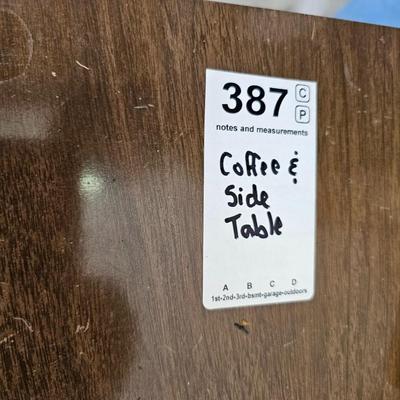 387 C
P
notes and measurements
Coffee &
Side
Table
A B C D
1st-2nd-3rd-bsmt-garage-outdoors